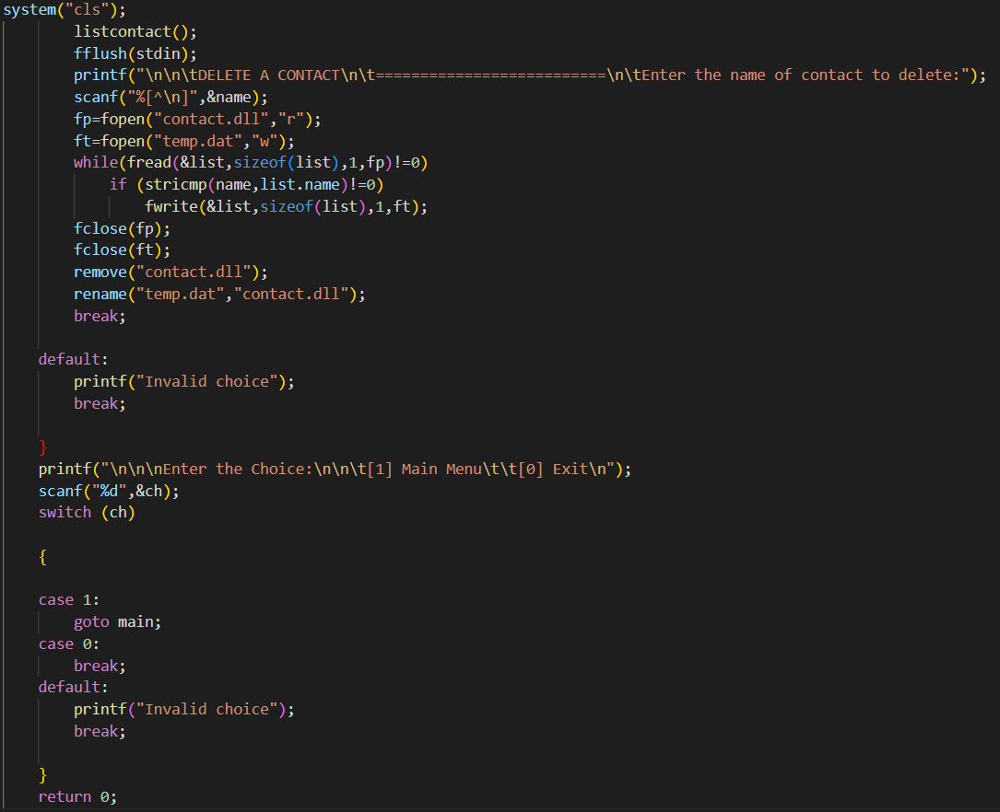 system("cls");
listcontact();
fflush(stdin);
printf("\n\n\tDELETE A CONTACT\n\t==========================\n\tEnter the name of contact to delete:");
scanf("%[^\n]",&name);
fp=fopen("contact.dll","r");
ft=fopen("temp.dat","w");
while(fread(&list,sizeof(list),1,fp)!=0)
if (stricmp(name,list.name)!=0)
fwrite(&list,sizeof(list),1,ft);
fclose(fp);
fclose(ft);
remove("contact.dll");
rename("temp.dat","contact.dll");
break;
default:
printf("Invalid choice");
break;
}
printf("\n\n\nEnter the Choice:\n\n\t[1] Main Menu\t\t[0] Exit\n");
scanf("%d",&ch);
switch (ch)
{
case 1:
goto main;
case 0:
break;
default:
printf("Invalid choice");
break;
}
return 0;